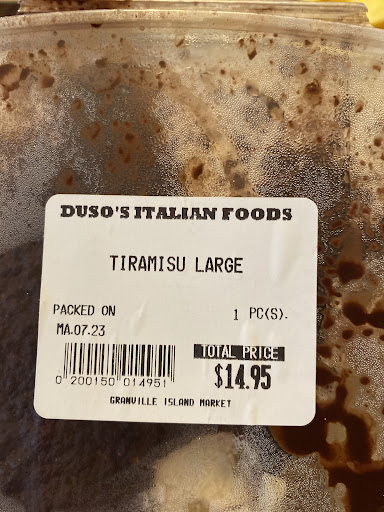 DUSO'S ITALIAN FOODS
TIRAMISU LARGE
PACKED ON
1 PC(S).
MA.07.23
TOTAL PRICE
$14.95
0 200150 014951
GRANVILLE ISLAND MARKET